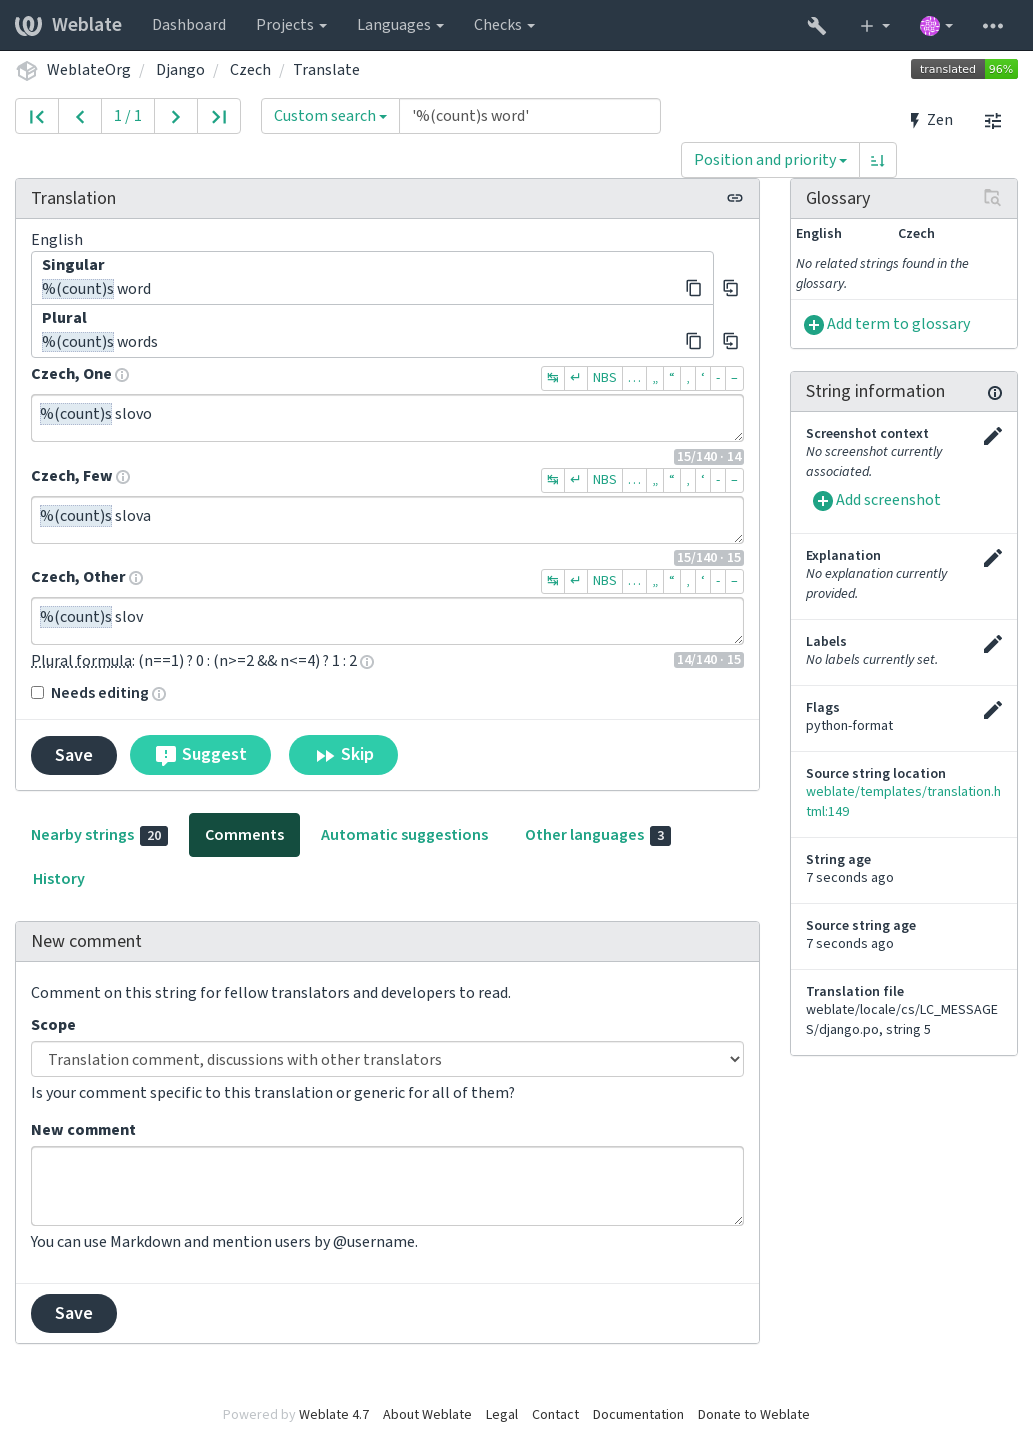 Weblate Dashboard Projects Languages Checks
WeblateOrg / Django / Czech / Translate
translated 96%
1 / 1
Custom search '%(count)s word'
Zen
Position and priority
Translation
English
Singular
%(count)s word
Plural
%(count)s words
Czech, One
↹ ↵ NBS … „ “ ‚ ‘ - –
%(count)s slovo
15/140 · 14
Czech, Few
↹ ↵ NBS … „ “ ‚ ‘ - –
%(count)s slova
15/140 · 15
Czech, Other
↹ ↵ NBS … „ “ ‚ ‘ - –
%(count)s slov
Plural formula: (n==1) ? 0 : (n>=2 && n<=4) ? 1 : 2
14/140 · 15
Needs editing
Save Suggest Skip
Nearby strings 20 Comments Automatic suggestions Other languages 3
History
New comment
Comment on this string for fellow translators and developers to read.
Scope
Translation comment, discussions with other translators
Is your comment specific to this translation or generic for all of them?
New comment
You can use Markdown and mention users by @username.
Save
Glossary
English Czech
No related strings found in the
glossary.
Add term to glossary
String information
Screenshot context
No screenshot currently
associated.
Add screenshot
Explanation
No explanation currently
provided.
Labels
No labels currently set.
Flags
python-format
Source string location
weblate/templates/translation.h
tml:149
String age
7 seconds ago
Source string age
7 seconds ago
Translation file
weblate/locale/cs/LC_MESSAGE
S/django.po, string 5
Powered by Weblate 4.7 About Weblate Legal Contact Documentation Donate to Weblate